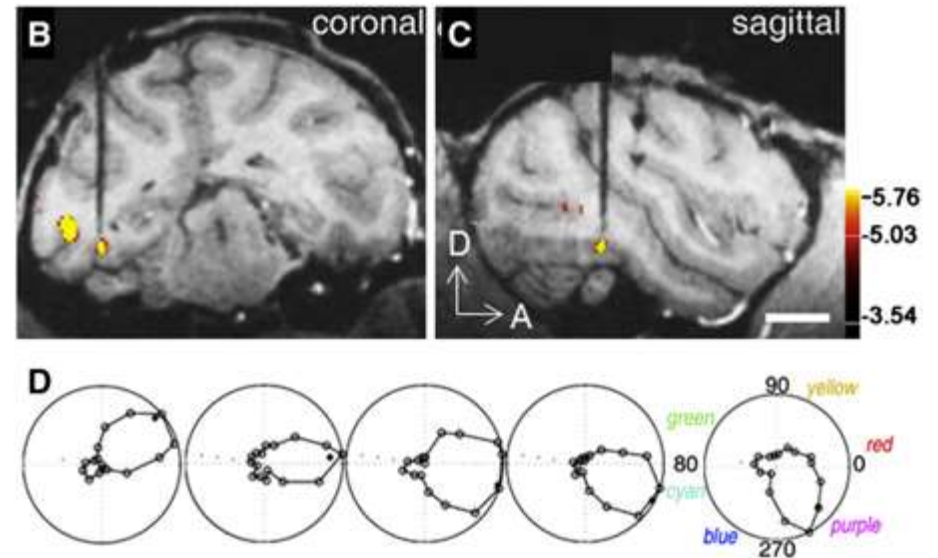 B coronal
C sagittal
5.76
5.03
3.54
D
A
D
90 yellow
green
red
80
0
cyan
blue
purple
270